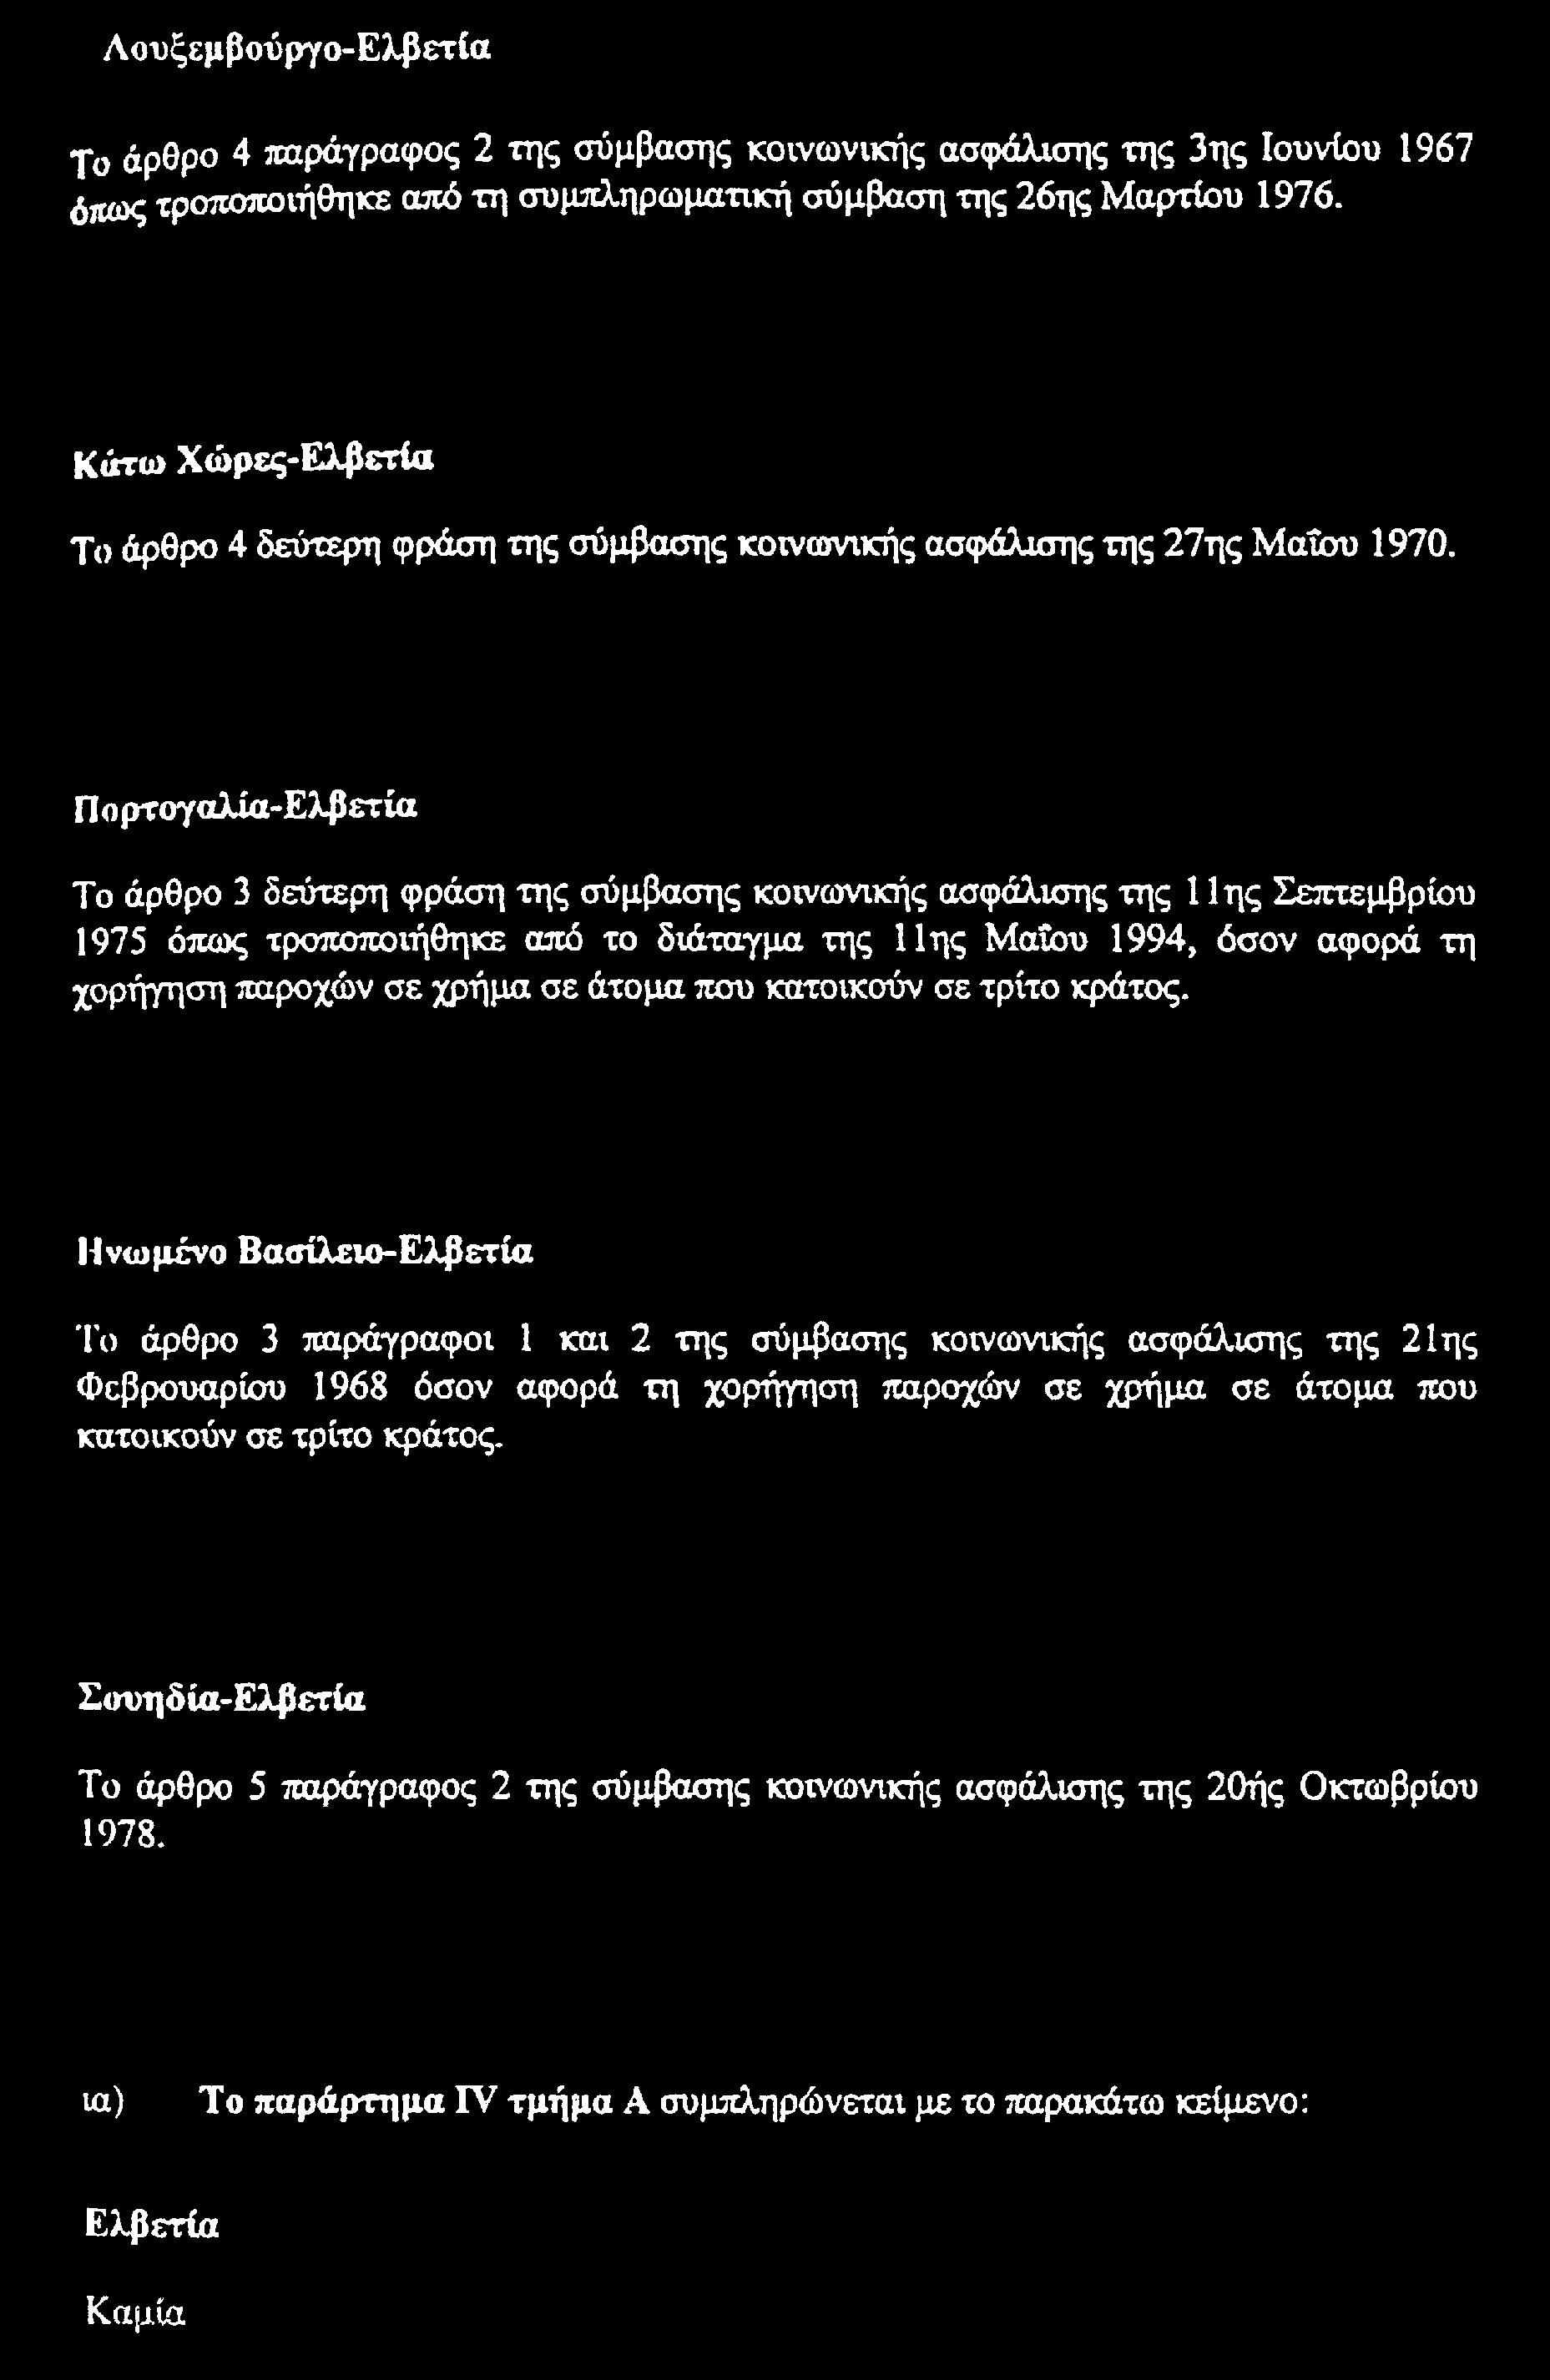 Λουξεμβούργο-Ελβετία
Το άρθρο 4 παράγραφος 2 της σύμβασης κοινωνικής ασφάλισης της 3ης Ιουνίου 1967
όπως τροποποιήθηκε από τη συμπληρωματική σύμβαση της 26ης Μαρτίου 1976.
Κάτω Χώρες-Ελβετία
Το άρθρο 4 δεύτερη φράση της σύμβασης κοινωνικής ασφάλισης της 27ης Μαΐου 1970.
Πορτογαλία-Ελβετία
Το άρθρο 3 δεύτερη φράση της σύμβασης κοινωνικής ασφάλισης της 11ης Σεπτεμβρίου
1975 όπως τροποποιήθηκε από το διάταγμα της 11ης Μαΐου 1994, όσον αφορά τη
χορήγηση παροχών σε χρήμα σε άτομα που κατοικούν σε τρίτο κράτος.
Ηνωμένο Βασίλειο-Ελβετία
Το άρθρο 3 παράγραφοι 1 και 2 της σύμβασης κοινωνικής ασφάλισης της 21ης
Φεβρουαρίου 1968 όσον αφορά τη χορήγηση παροχών σε χρήμα σε άτομα που
κατοικούν σε τρίτο κράτος.
Σουηδία-Ελβετία
Το άρθρο 5 παράγραφος 2 της σύμβασης κοινωνικής ασφάλισης της 20ής Οκτωβρίου
1978.
ια) Το παράρτημα IV τμήμα Α συμπληρώνεται με το παρακάτω κείμενο:
Ελβετία
Καμία